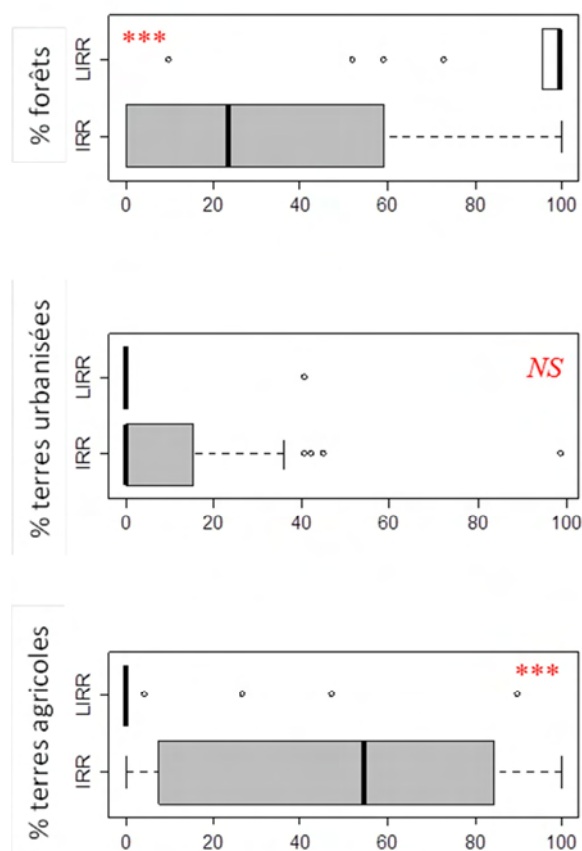 % forêts
***
LIRR
IRR
0 20 40 60 80 100
% terres urbanisées
NS
LIRR
IRR
0 20 40 60 80 100
% terres agricoles
***
LIRR
IRR
0 20 40 60 80 100